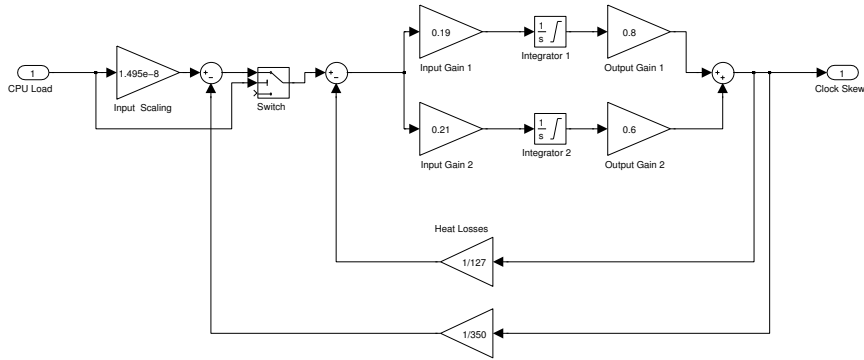 1
CPU Load
1.495e−8
Input Scaling
+
−
Switch
+
−
0.19
Input Gain 1
1
s
Integrator 1
0.8
Output Gain 1
0.21
Input Gain 2
1
s
Integrator 2
0.6
Output Gain 2
+
+
1
Clock Skew
Heat Losses
1/127
1/350